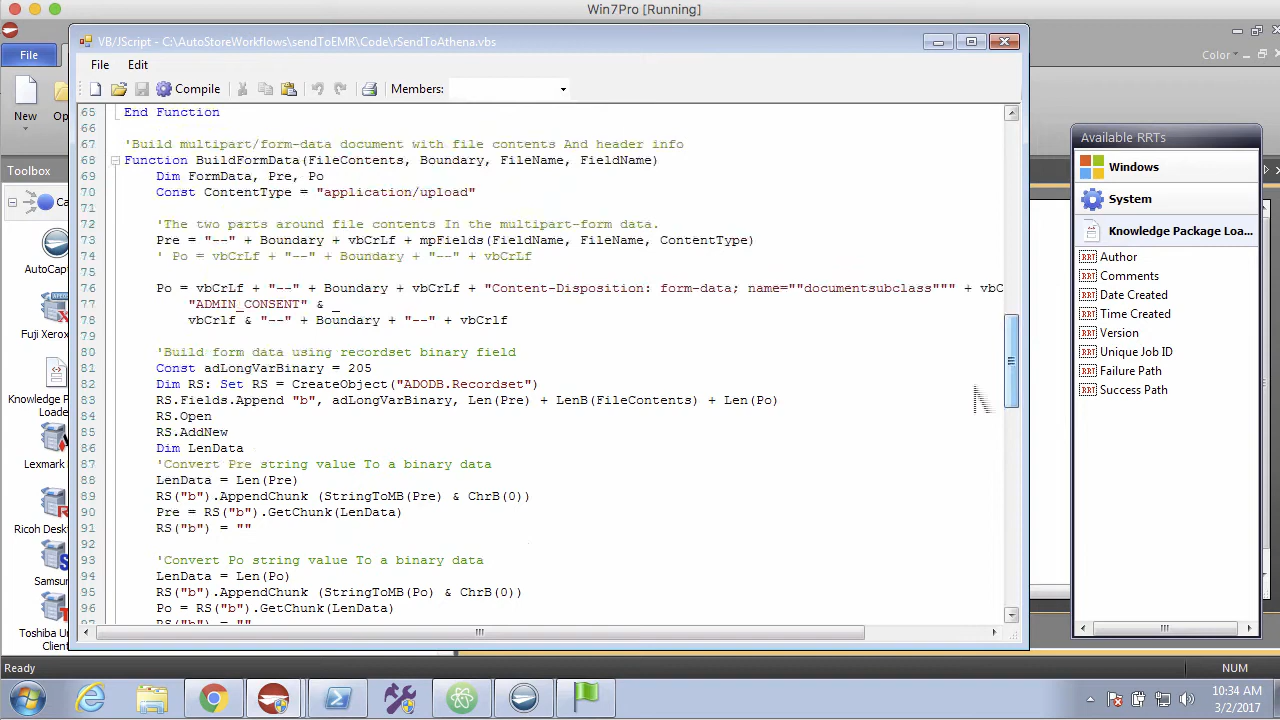 Win7Pro [Running]
VB/JScript - C:\AutoStoreWorkflows\sendToEMR\Code\rSendToAthena.vbs
File
File Edit
Color
New
Compile
Members:
Toolbox
65 End Function
66
67 'Build multipart/form-data document with file contents And header info
68 Function BuildFormData(FileContents, Boundary, FileName, FieldName)
69 Dim FormData, Pre, Po
70 Const ContentType = "application/upload"
71
72 'The two parts around file contents In the multipart-form data.
73 Pre = "--" + Boundary + vbCrLf + mpFields(FieldName, FileName, ContentType)
74 ' Po = vbCrLf + "--" + Boundary + "--" + vbCrLf
75
76 Po = vbCrLf + "--" + Boundary + vbCrLf + "Content-Disposition: form-data; name=""documentsubclass""" + vbC
77 "ADMIN_CONSENT" & _
78 vbCrlf & "--" + Boundary + "--" + vbCrlf
79
80 'Build form data using recordset binary field
81 Const adLongVarBinary = 205
82 Dim RS: Set RS = CreateObject("ADODB.Recordset")
83 RS.Fields.Append "b", adLongVarBinary, Len(Pre) + LenB(FileContents) + Len(Po)
84 RS.Open
85 RS.AddNew
86 Dim LenData
87 'Convert Pre string value To a binary data
88 LenData = Len(Pre)
89 RS("b").AppendChunk (StringToMB(Pre) & ChrB(0))
90 Pre = RS("b").GetChunk(LenData)
91 RS("b") = ""
92
93 'Convert Po string value To a binary data
94 LenData = Len(Po)
95 RS("b").AppendChunk (StringToMB(Po) & ChrB(0))
96 Po = RS("b").GetChunk(LenData)
97 RS("b") = ""
Ca
AutoCap
Fuji Xerox
Knowledge P
Loade
Lexmark
Ricoh Desk
Samsu
Toshiba Un
Client
Available RRTs
Windows
System
Knowledge Package Loa...
Author
Comments
Date Created
Time Created
Version
Unique Job ID
Failure Path
Success Path
Ready
NUM
10:34 AM
3/2/2017